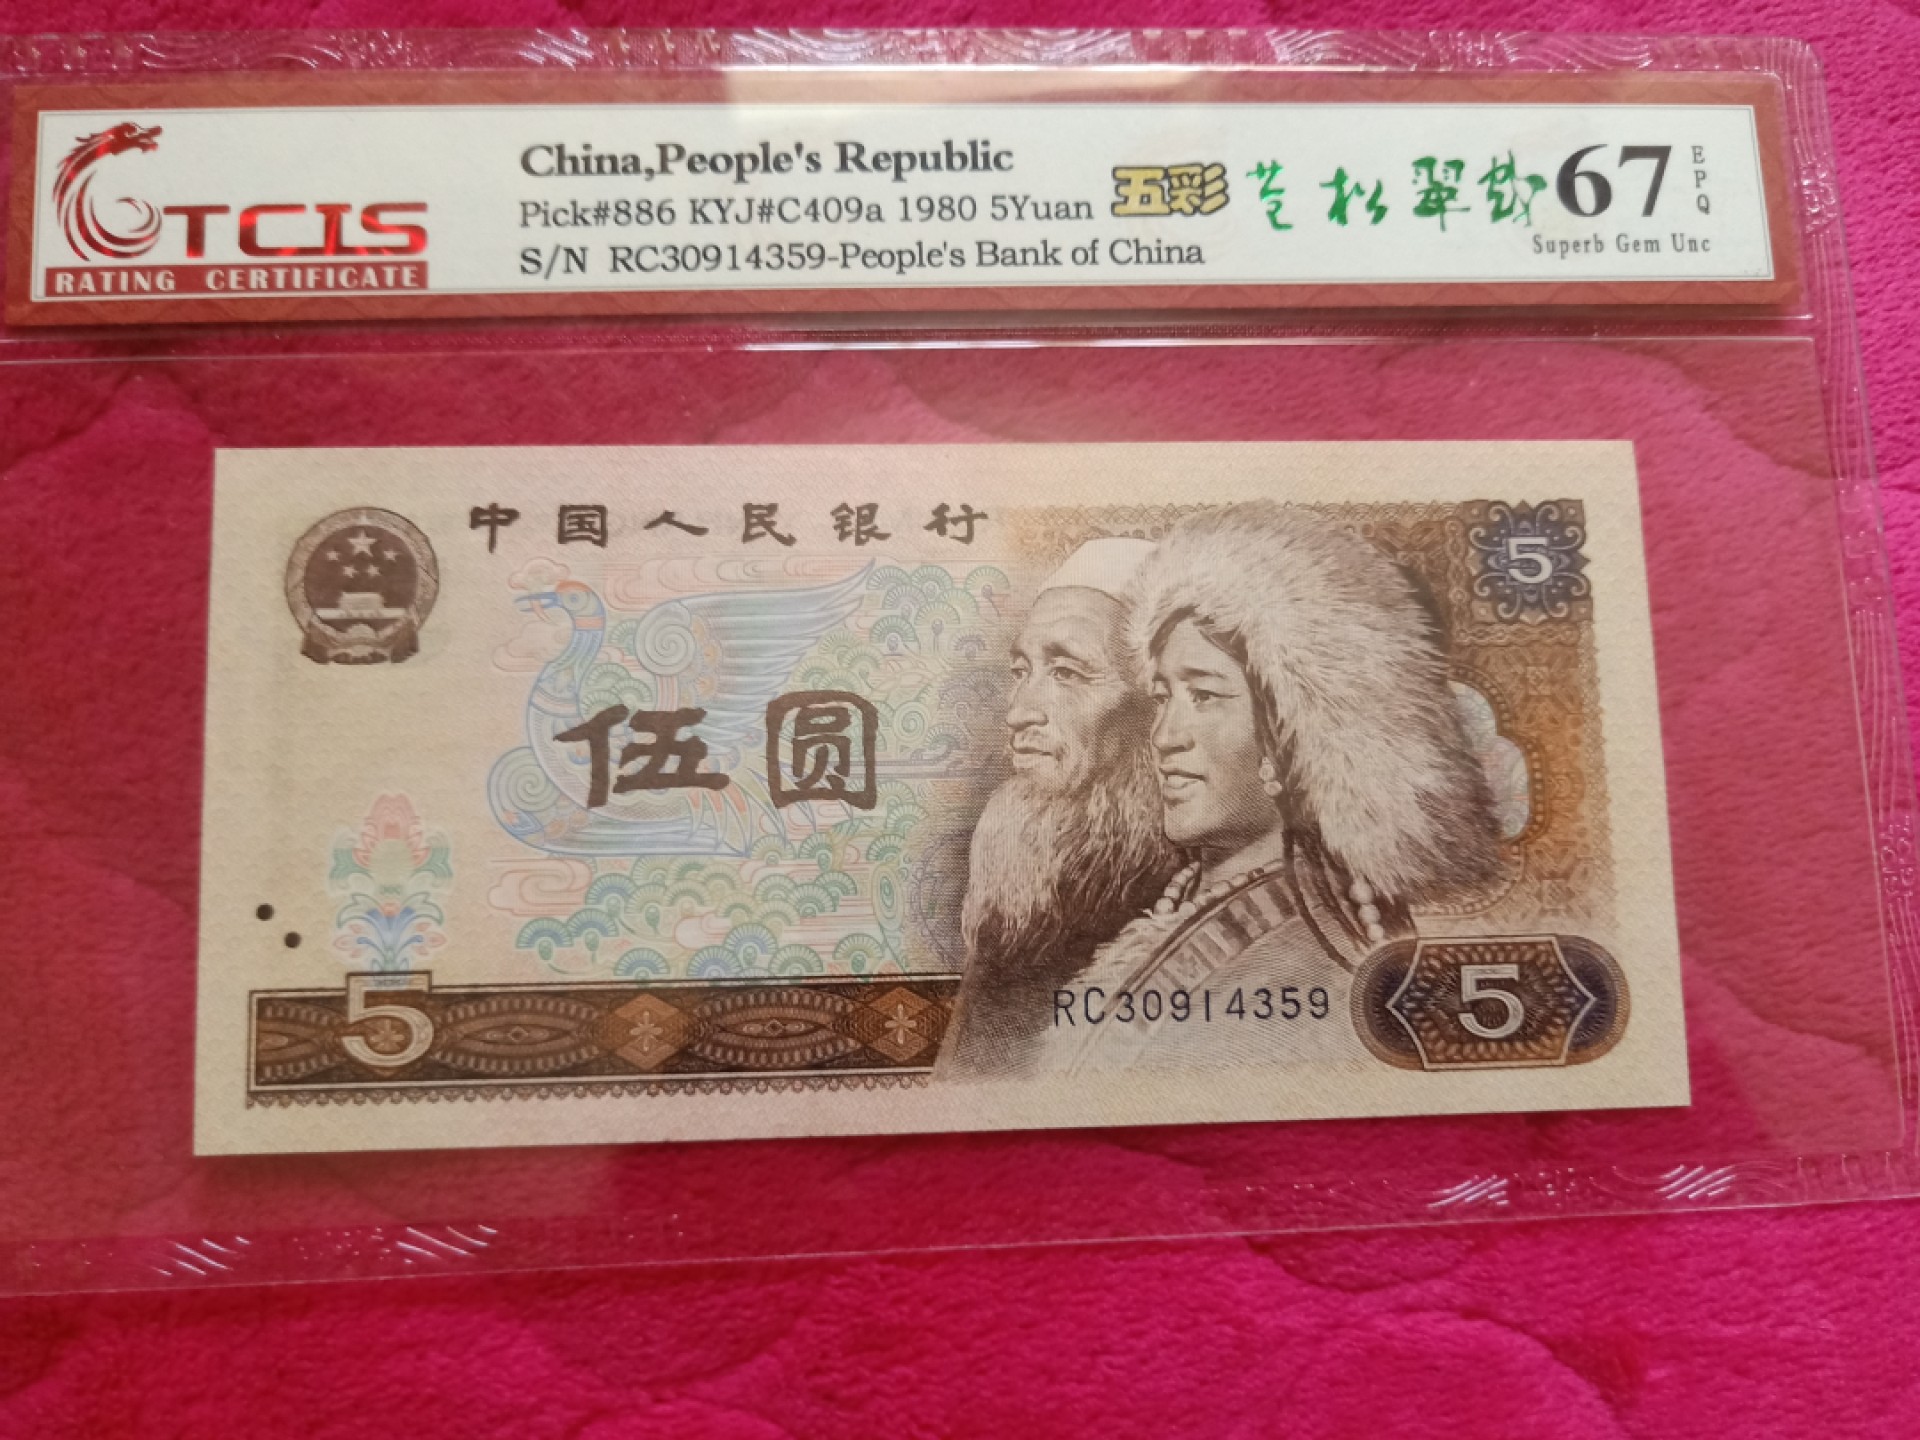 TCIS
RATING CERTIFICATE
China,People's Republic
Pick#886 KYJ#C409a 1980 5Yuan
S/N RC30914359-People's Bank of China
五彩
苍松翠鹤
67
EPQ
Superb Gem Unc
中国人民银行
5
伍圆
5
RC30914359
5